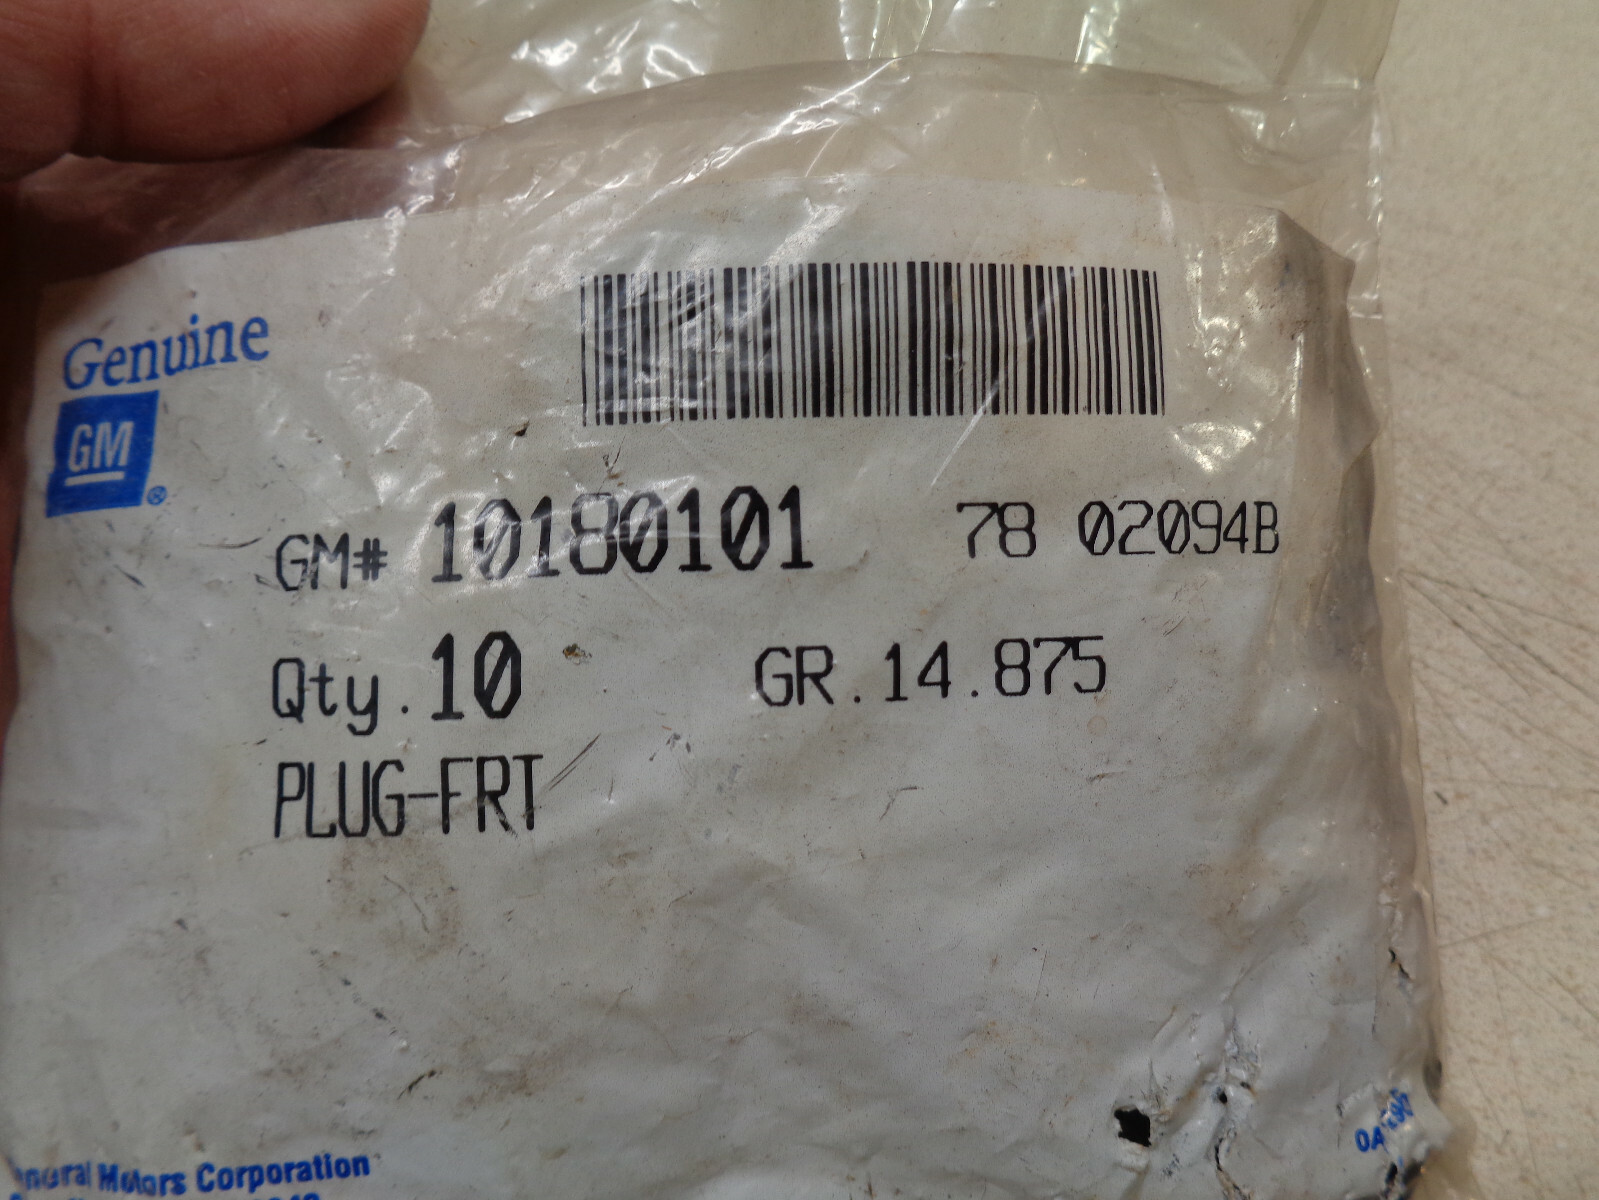 Genuine
GM ®
GM# 10180101 78 02094B
Qty. 10 GR. 14.875
PLUG-FRT
General Motors Corporation